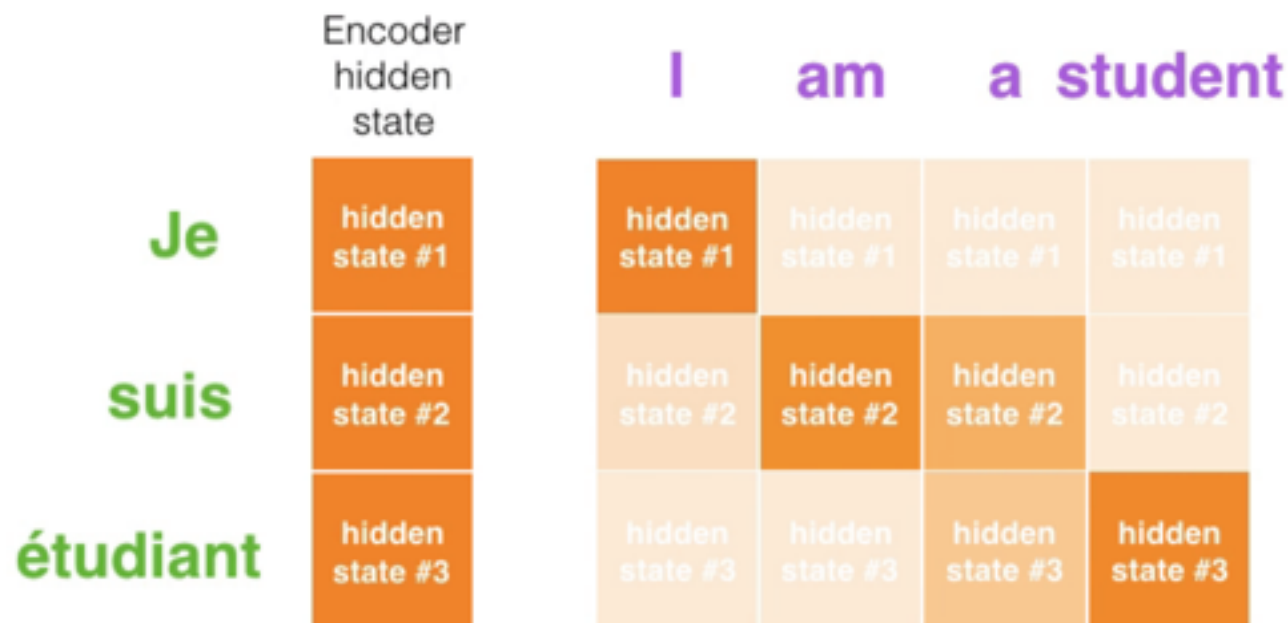 Encoder
hidden
state
I am a student
Je
hidden
state #1
hidden
state #1
hidden
state #1
hidden
state #1
hidden
state #1
suis
hidden
state #2
hidden
state #2
hidden
state #2
hidden
state #2
hidden
state #2
étudiant
hidden
state #3
hidden
state #3
hidden
state #3
hidden
state #3
hidden
state #3